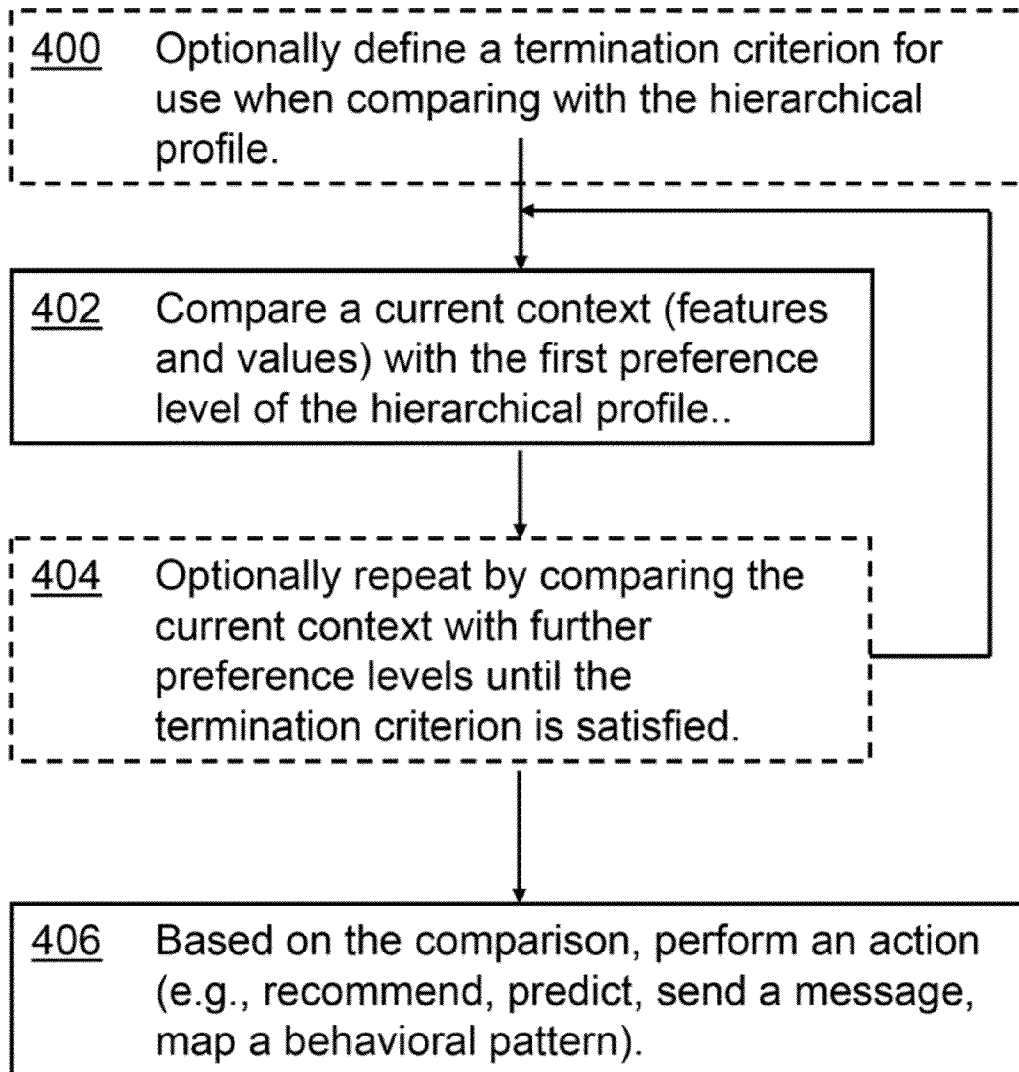 400 Optionally define a termination criterion for
use when comparing with the hierarchical
profile.
402 Compare a current context (features
and values) with the first preference
level of the hierarchical profile..
404 Optionally repeat by comparing the
current context with further
preference levels until the
termination criterion is satisfied.
406 Based on the comparison, perform an action
(e.g., recommend, predict, send a message,
map a behavioral pattern).